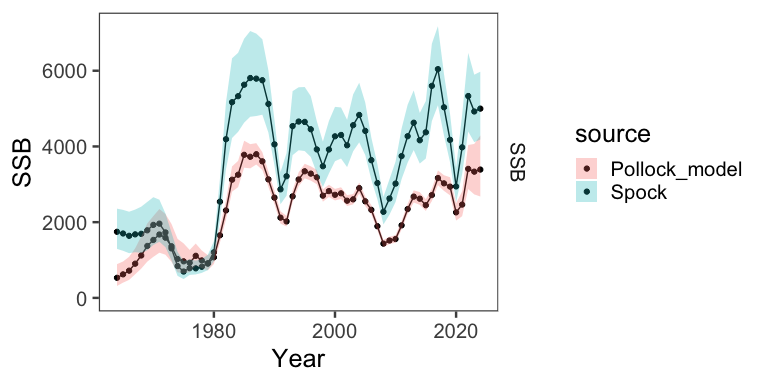 6000
4000
2000
0
SSB
1980
2000
2020
Year
SSB
source
Pollock_model
Spock